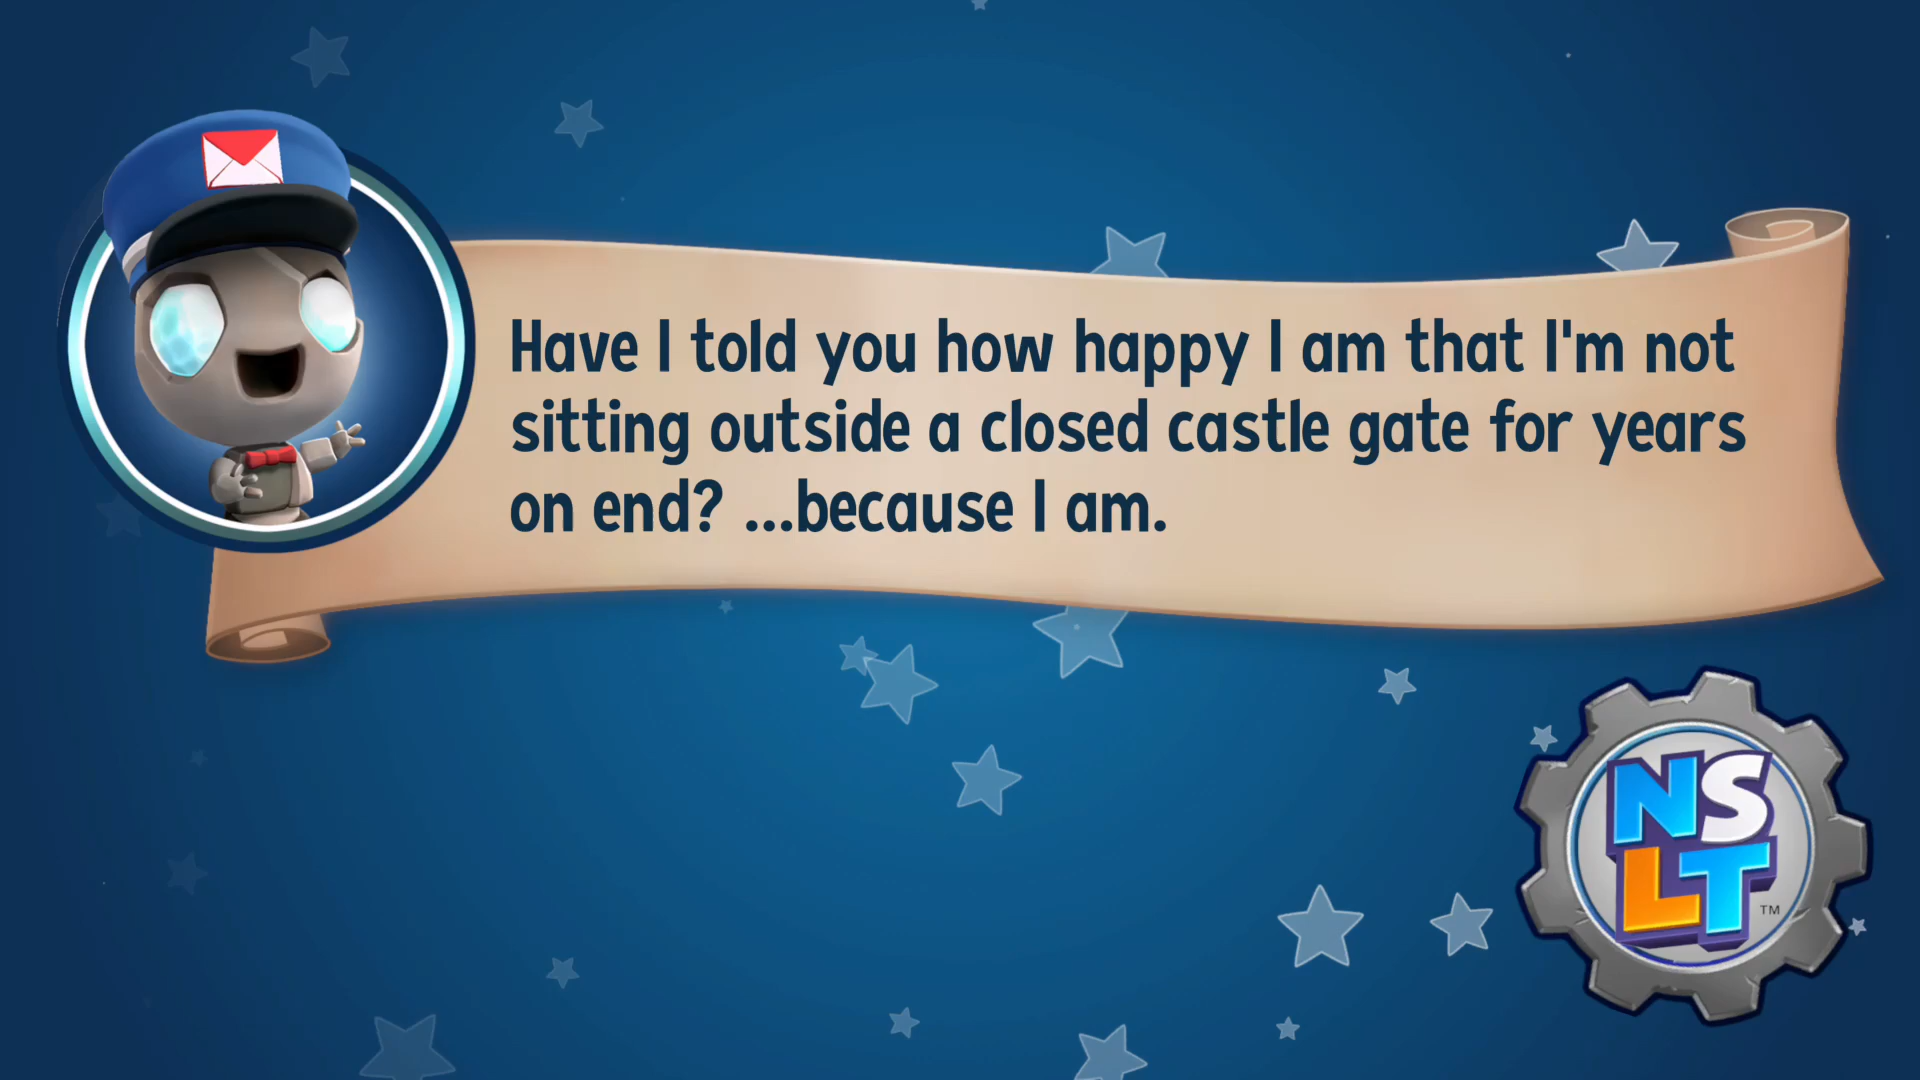 Have I told you how happy I am that I'm not
sitting outside a closed castle gate for years
on end? ...because I am.
NS
LT
TM